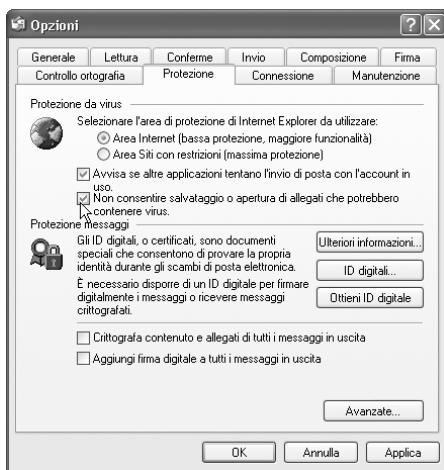 Opzioni
Generale Lettura Conferme Invio Composizione Firma
Controllo ortografia Protezione Connessione Manutenzione
Protezione da virus
Selezionare l'area di protezione di Internet Explorer da utilizzare:
Area Internet (bassa protezione, maggiore funzionalità)
Area Siti con restrizioni (massima protezione)
Avvisa se altre applicazioni tentano l'invio di posta con l'account in
uso.
Non consentire salvataggio o apertura di allegati che potrebbero
contenere virus.
Protezione messaggi
Gli ID digitali, o certificati, sono documenti
speciali che consentono di provare la propria
identità durante gli scambi di posta elettronica.
Ulteriori informazioni...
ID digitali...
È necessario disporre di un ID digitale per firmare
digitalmente i messaggi o ricevere messaggi
crittografati.
Ottieni ID digitale
Crittografa contenuto e allegati di tutti i messaggi in uscita
Aggiungi firma digitale a tutti i messaggi in uscita
Avanzate...
OK Annulla Applica